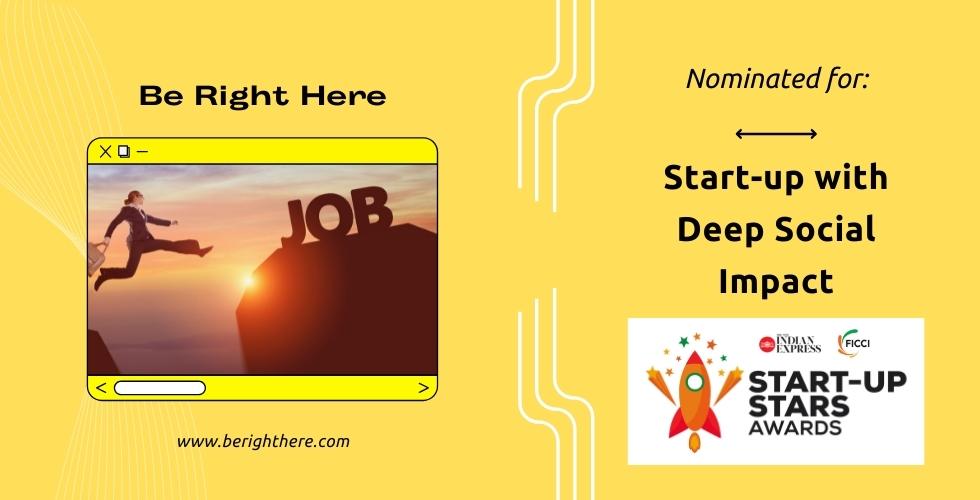 Be Right Here
JOB
www.berighthere.com
Nominated for:
Start-up with
Deep Social
Impact
INDIAN
EXPRESS
FICCI
START-UP
STARS
AWARDS